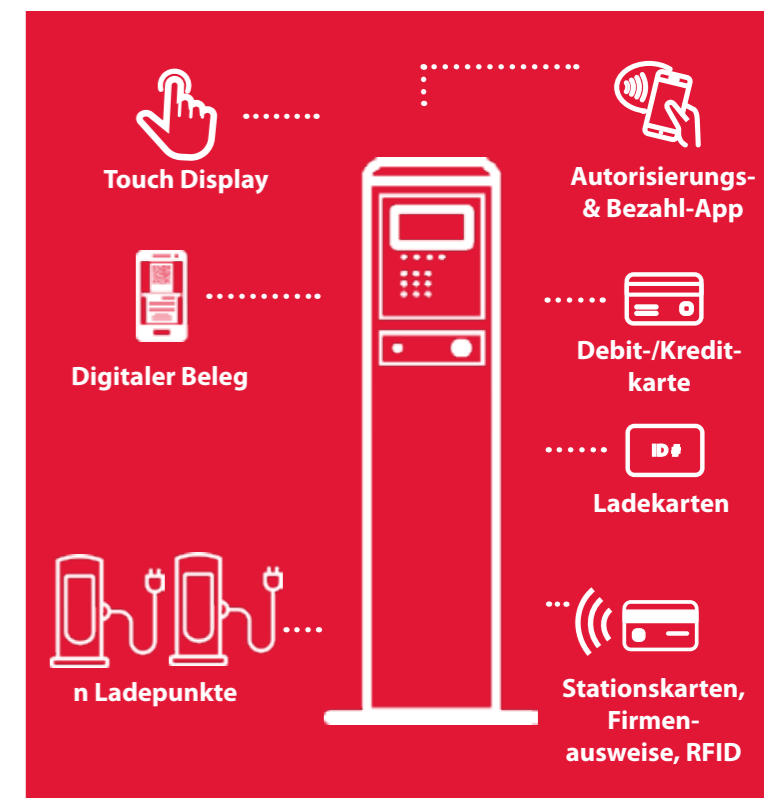 Touch Display
Digitaler Beleg
n Ladepunkte
Autorisierungs-
& Bezahl-App
Debit-/Kredit-
karte
ID#
Ladekarten
Stationskarten,
Firmen-
ausweise, RFID